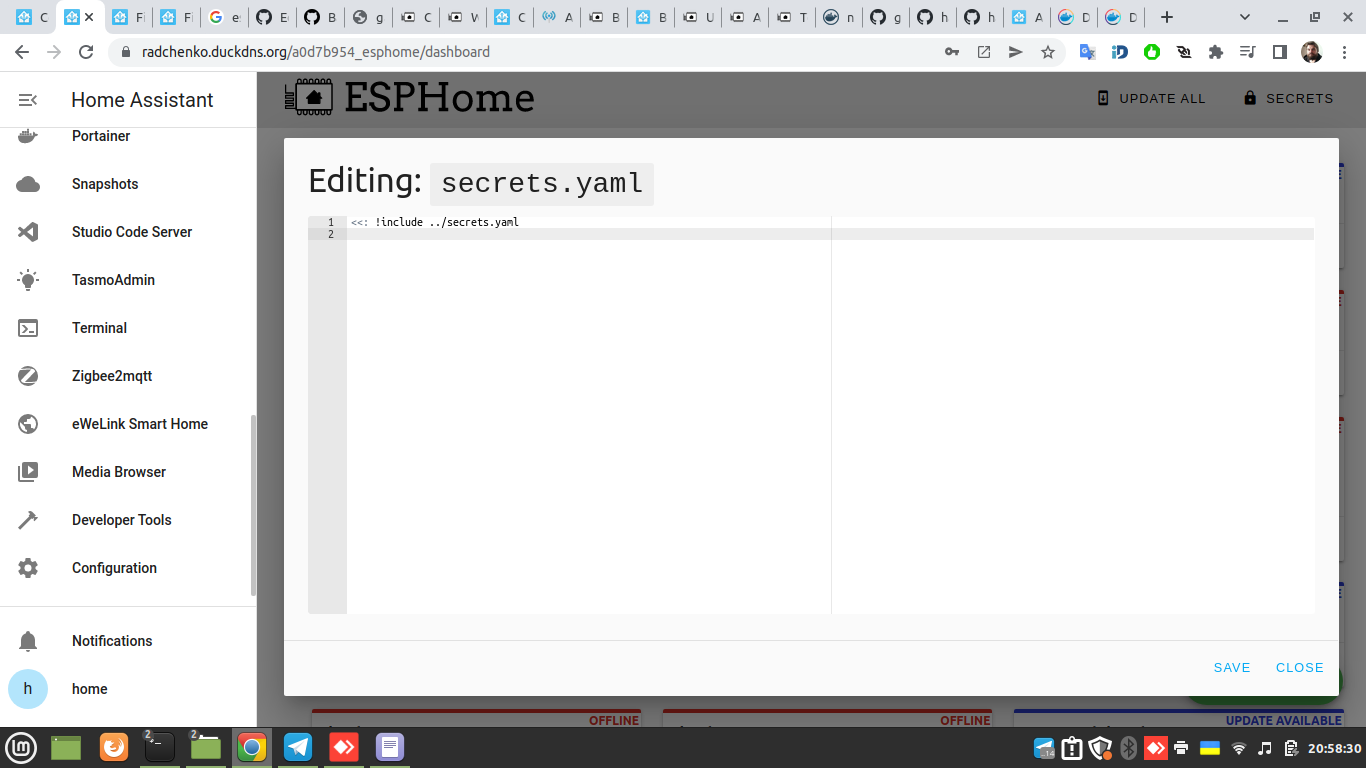 C
A
Fi
Fi
e
E
B
g
C
W
C
A
B
B
U
A
T
n
g
h
h
A
D
D
radchenko.duckdns.org/a0d7b954_esphome/dashboard
Home Assistant
Portainer
Snapshots
Studio Code Server
TasmoAdmin
Terminal
Zigbee2mqtt
eWeLink Smart Home
Media Browser
Developer Tools
Configuration
Notifications
h
home
ESPHome
UPDATE ALL
SECRETS
Editing: secrets.yaml
1 <<: !include ../secrets.yaml
2
SAVE
CLOSE
OFFLINE
OFFLINE
UPDATE AVAILABLE
2
2
14
20:58:30